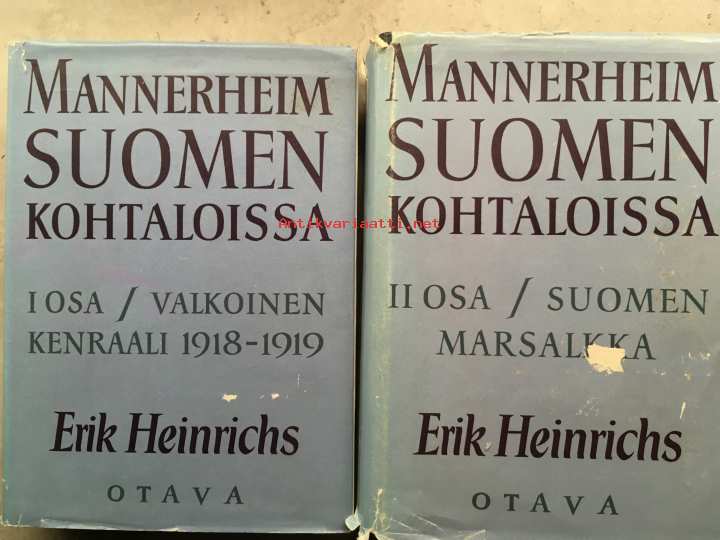 MANNERHEIM
SUOMEN
KOHTALOISSA
I OSA / VALKOINEN
KENRAALI 1918-1919
Erik Heinrichs
OTAVA
MANNERHEIM
SUOMEN
KOHTALOISSA
II OSA / SUOMEN
MARSALKKA
Erik Heinrichs
OTAVA
Antikvariaatti.net